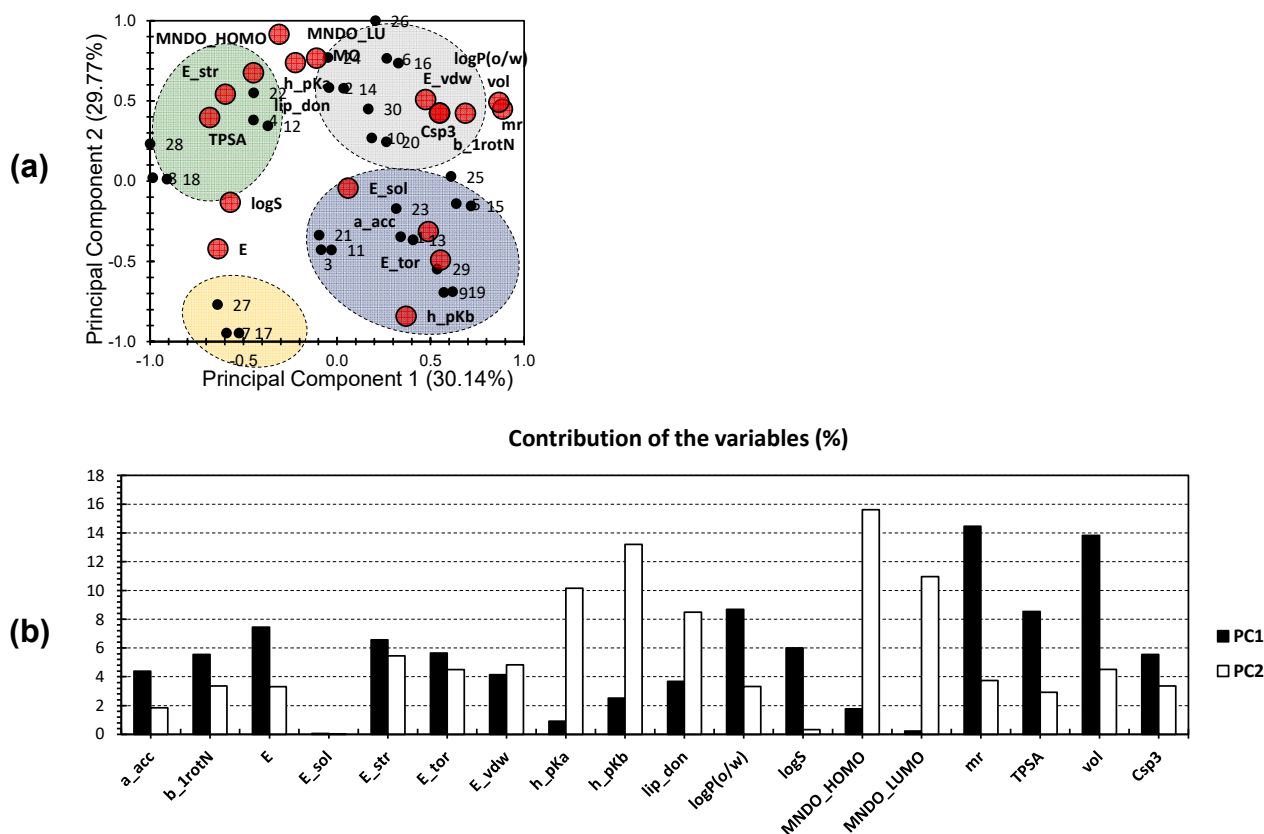 (a)
Principal Component 2 (29.77%)
1.0
0.5
0.0
-0.5
-1.0
26
MNDO_HOMO
MNDO_LU
MO
24
6
16
logP(o/w)
E_str
h_pKa
2
14
E_vdw
vol
22
lip_don
30
Csp3
mr
4
12
TPSA
10
20
b_1rotN
28
8
18
25
logS
E_sol
5
15
23
a_acc
21
13
E
11
3
E_tor
29
9
19
27
h_pKb
7
17
-1.0
-0.5
0.0
0.5
1.0
Principal Component 1 (30.14%)
Contribution of the variables (%)
(b)
18
16
14
12
10
8
6
4
2
0
PC1
PC2
a_acc
b_1rotN
E
E_sol
E_str
E_tor
E_vdw
h_pKa
h_pKb
lip_don
logP(o/w)
logS
MNDO_HOMO
MNDO_LUMO
mr
TPSA
vol
Csp3